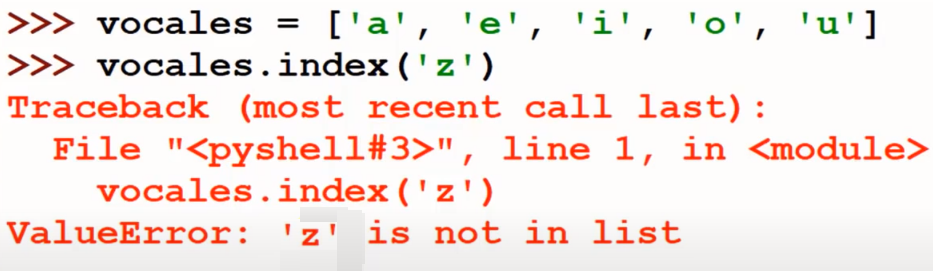 >>> vocales = ['a', 'e', 'i', 'o', 'u']
>>> vocales.index('z')
Traceback (most recent call last):
  File "<pyshell#3>", line 1, in <module>
    vocales.index('z')
ValueError: 'z' is not in list